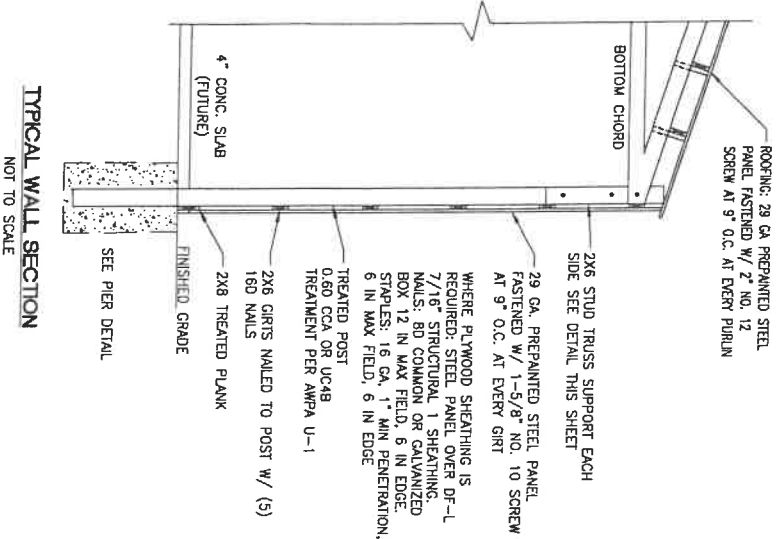 ROOFING: 29 GA PREPAINTED STEEL
PANEL FASTENED W/ 2" NO. 12
SCREW AT 9" O.C. AT EVERY PURLIN
BOTTOM CHORD
2X6 STUD TRUSS SUPPORT EACH
SIDE SEE DETAIL THIS SHEET
29 GA. PREPAINTED STEEL PANEL
FASTENED W/ 1-5/8" NO. 10 SCREW
AT 9" O.C. AT EVERY GIRT
WHERE PLYWOOD SHEATHING IS
REQUIRED: STEEL PANEL OVER DF-L
7/16" STRUCTURAL 1 SHEATHING.
NAILS: 8D COMMON OR GALVANIZED
BOX 12 IN MAX FIELD, 6 IN EDGE.
STAPLES: 16 GA, 1" MIN PENETRATION,
6 IN MAX FIELD, 6 IN EDGE
TREATED POST
0.60 CCA OR UC4B
TREATMENT PER AWPA U-1
2X6 GIRTS NAILED TO POST W/ (5)
16D NAILS
2X8 TREATED PLANK
4" CONC. SLAB
(FUTURE)
FINISHED GRADE
SEE PIER DETAIL
TYPICAL WALL SECTION
NOT TO SCALE